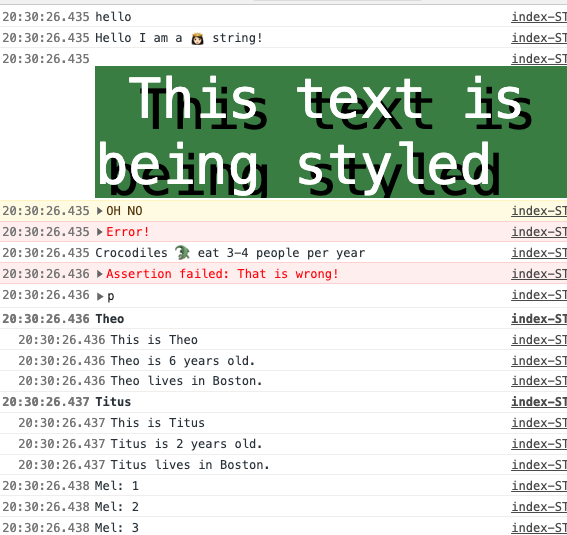 20:30:26.435 hello index-ST
20:30:26.435 Hello I am a 👸🏻 string! index-ST
20:30:26.435 index-ST
This text is
being styled
20:30:26.435 ▶OH NO index-ST
20:30:26.435 ▶Error! index-ST
20:30:26.435 Crocodiles 🐊 eat 3-4 people per year index-ST
20:30:26.436 ▶Assertion failed: That is wrong! index-ST
20:30:26.436 ▶p index-ST
20:30:26.436 Theo index-ST
20:30:26.436 This is Theo index-ST
20:30:26.436 Theo is 6 years old. index-ST
20:30:26.436 Theo lives in Boston. index-ST
20:30:26.437 Titus index-ST
20:30:26.437 This is Titus index-ST
20:30:26.437 Titus is 2 years old. index-ST
20:30:26.437 Titus lives in Boston. index-ST
20:30:26.438 Mel: 1 index-ST
20:30:26.438 Mel: 2 index-ST
20:30:26.438 Mel: 3 index-ST